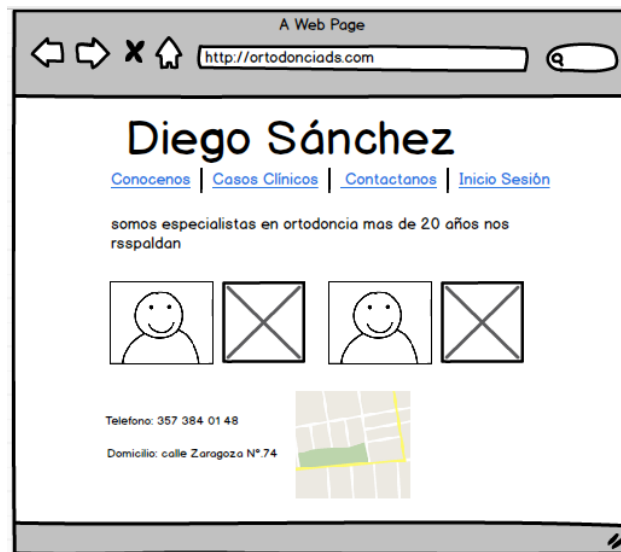 A Web Page
http://ortodonciads.com
Diego Sánchez
Conocenos | Casos Clínicos | Contactanos | Inicio Sesión
somos especialistas en ortodoncia mas de 20 años nos
rsspaldan
Telefono: 357 384 01 48
Domicilio: calle Zaragoza N°.74